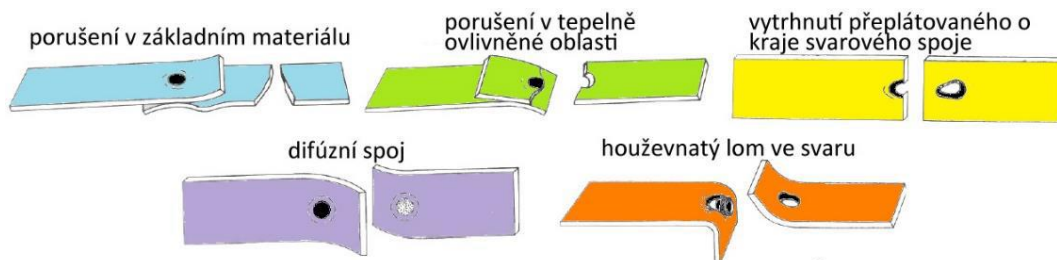 porušení v základním materiálu
porušení v tepelně
ovlivněné oblasti
vytrhnutí přeplátovaného o
kraje svarového spoje
difúzní spoj
houževnatý lom ve svaru